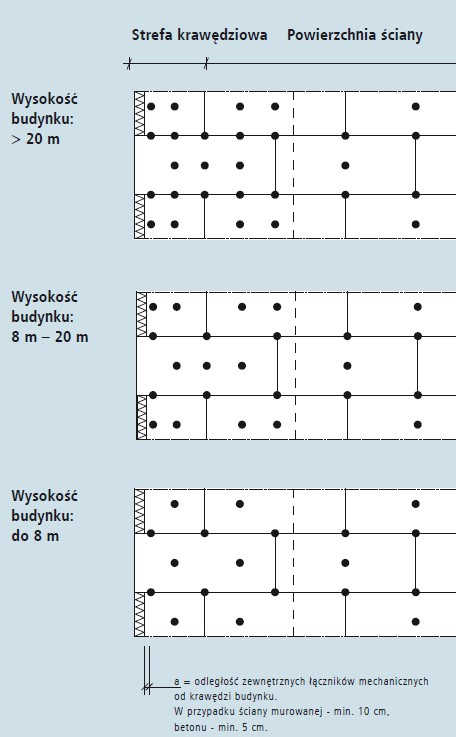 Strefa krawędziowa Powierzchnia ściany
Wysokość
budynku:
> 20 m
Wysokość
budynku:
8 m – 20 m
Wysokość
budynku:
do 8 m
a = odległość zewnętrznych łączników mechanicznych
od krawędzi budynku.
W przypadku ściany murowanej - min. 10 cm,
betonu - min. 5 cm.